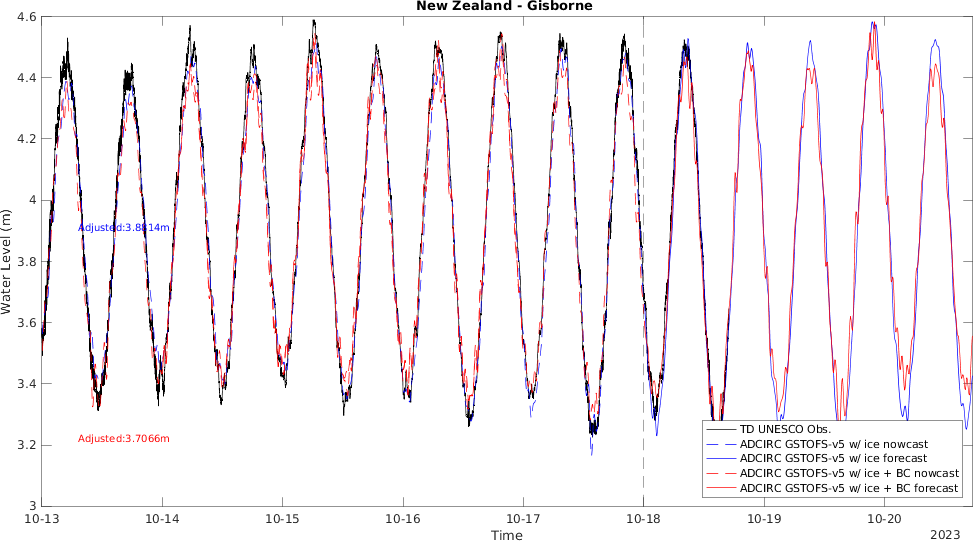 New Zealand - Gisborne
4.6
4.4
4.2
4
3.8
3.6
3.4
3.2
3
Water Level (m)
Adjusted:3.8814m
Adjusted:3.7066m
TD UNESCO Obs.
ADCIRC GSTOFS-v5 w/ ice nowcast
ADCIRC GSTOFS-v5 w/ ice forecast
ADCIRC GSTOFS-v5 w/ ice + BC nowcast
ADCIRC GSTOFS-v5 w/ ice + BC forecast
10-13 10-14 10-15 10-16 10-17 10-18 10-19 10-20
Time
2023